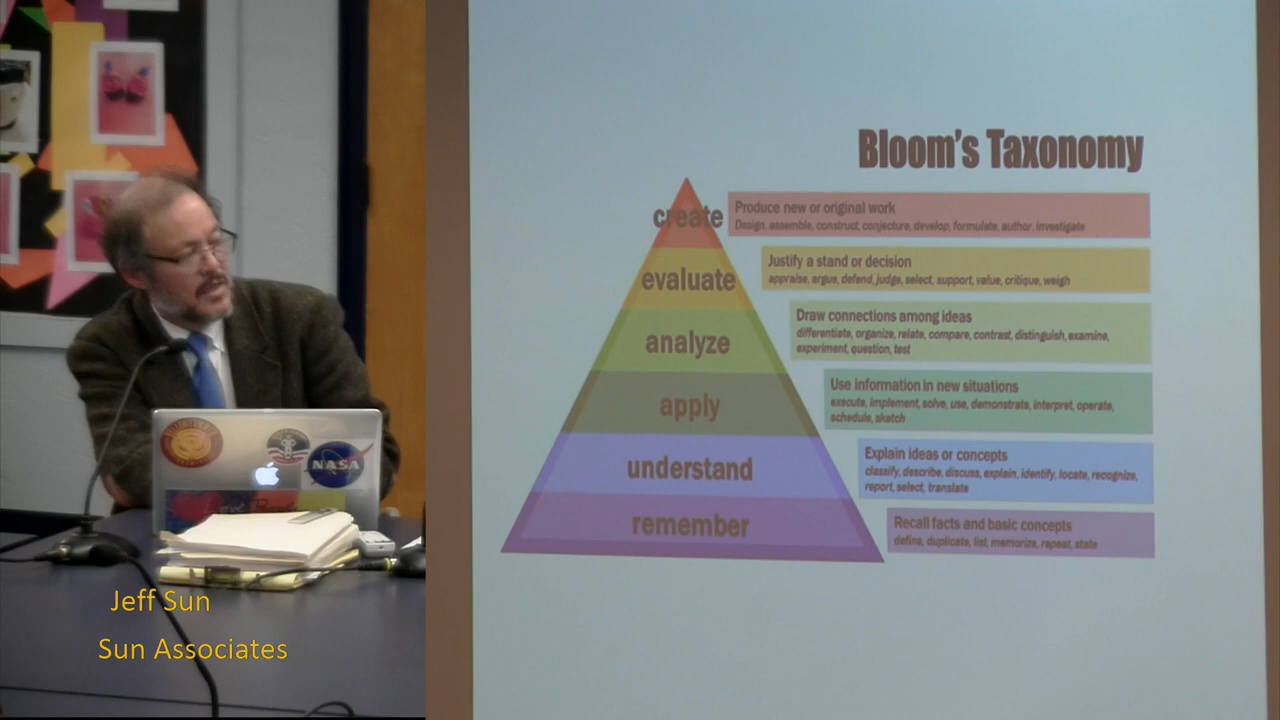 Bloom's Taxonomy
create
Produce new or original work
Design, assemble, construct, conjecture, develop, formulate, author, investigate
evaluate
Justify a stand or decision
appraise, argue, defend, judge, select, support, value, critique, weigh
analyze
Draw connections among ideas
differentiate, organize, relate, compare, contrast, distinguish, examine,
experiment, question, test
apply
Use information in new situations
execute, implement, solve, use, demonstrate, interpret, operate,
schedule, sketch
understand
Explain ideas or concepts
classify, describe, discuss, explain, identify, locate, recognize,
report, select, translate
remember
Recall facts and basic concepts
define, duplicate, list, memorize, repeat, state
NASA
Jeff Sun
Sun Associates